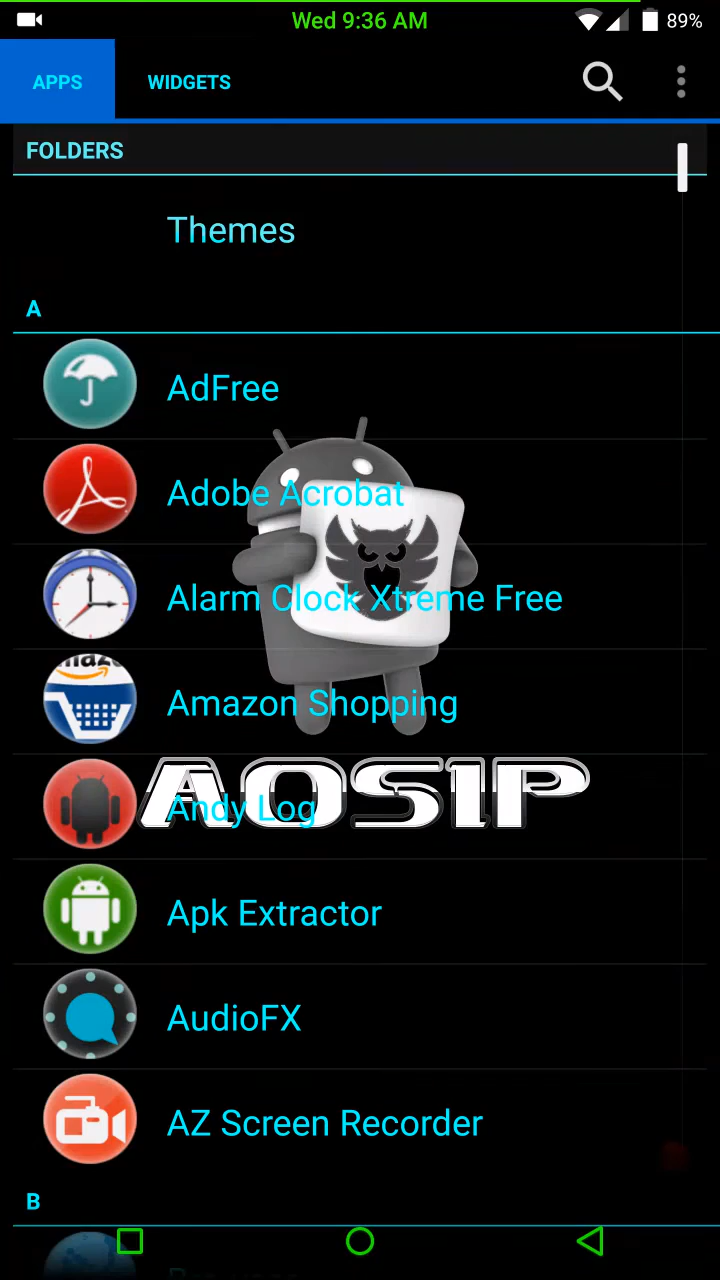 Wed 9:36 AM
89%
APPS
WIDGETS
FOLDERS
Themes
A
AdFree
Adobe Acrobat
Alarm Clock Xtreme Free
Amazon Shopping
Andy Log
AOSIP
Apk Extractor
AudioFX
AZ Screen Recorder
B